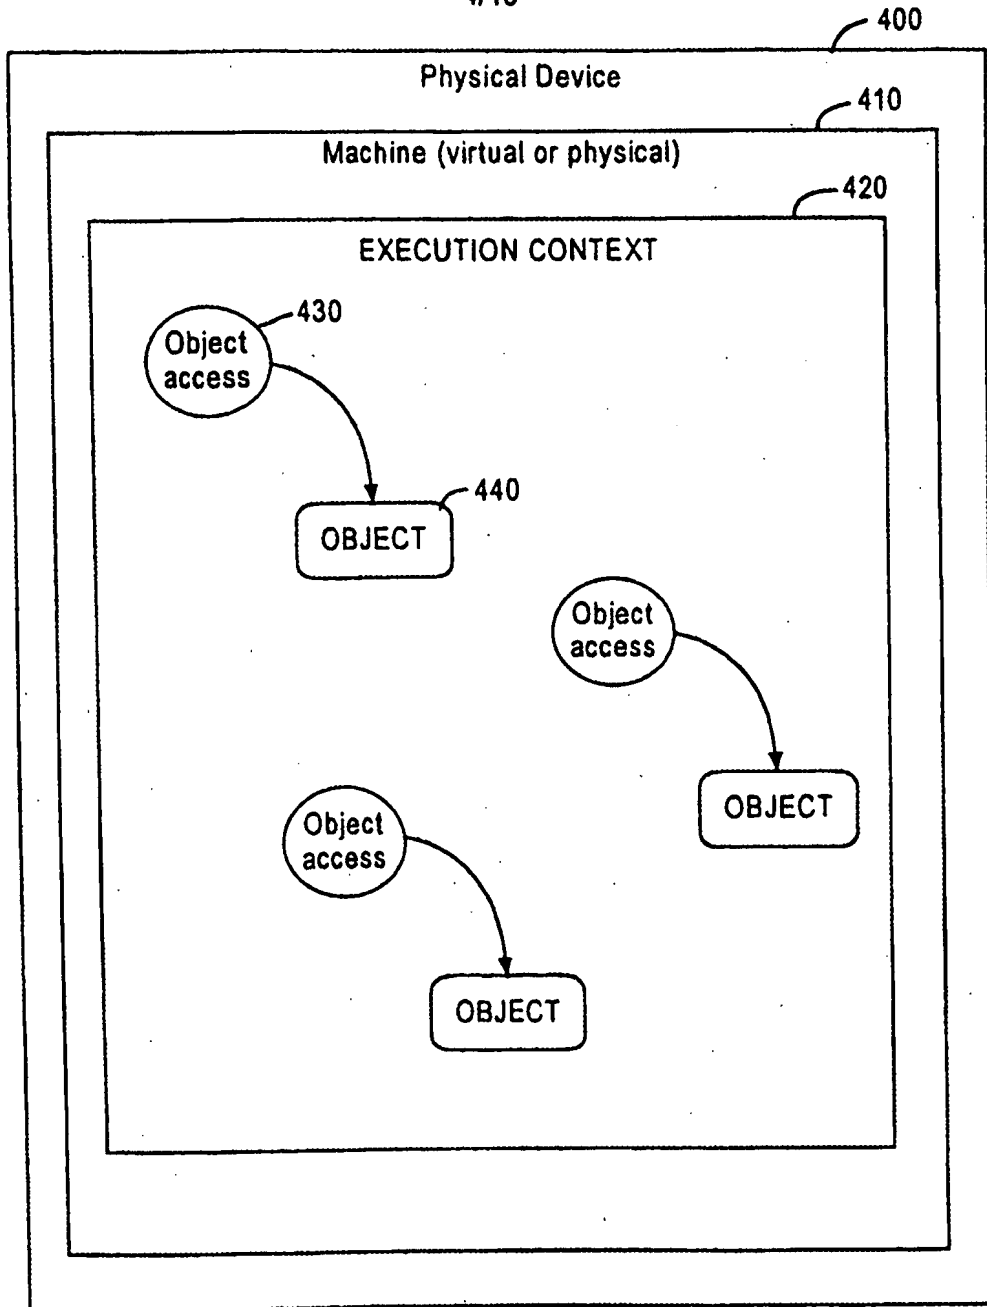 400
Physical Device
410
Machine (virtual or physical)
420
EXECUTION CONTEXT
430
Object
access
440
OBJECT
Object
access
OBJECT
Object
access
OBJECT